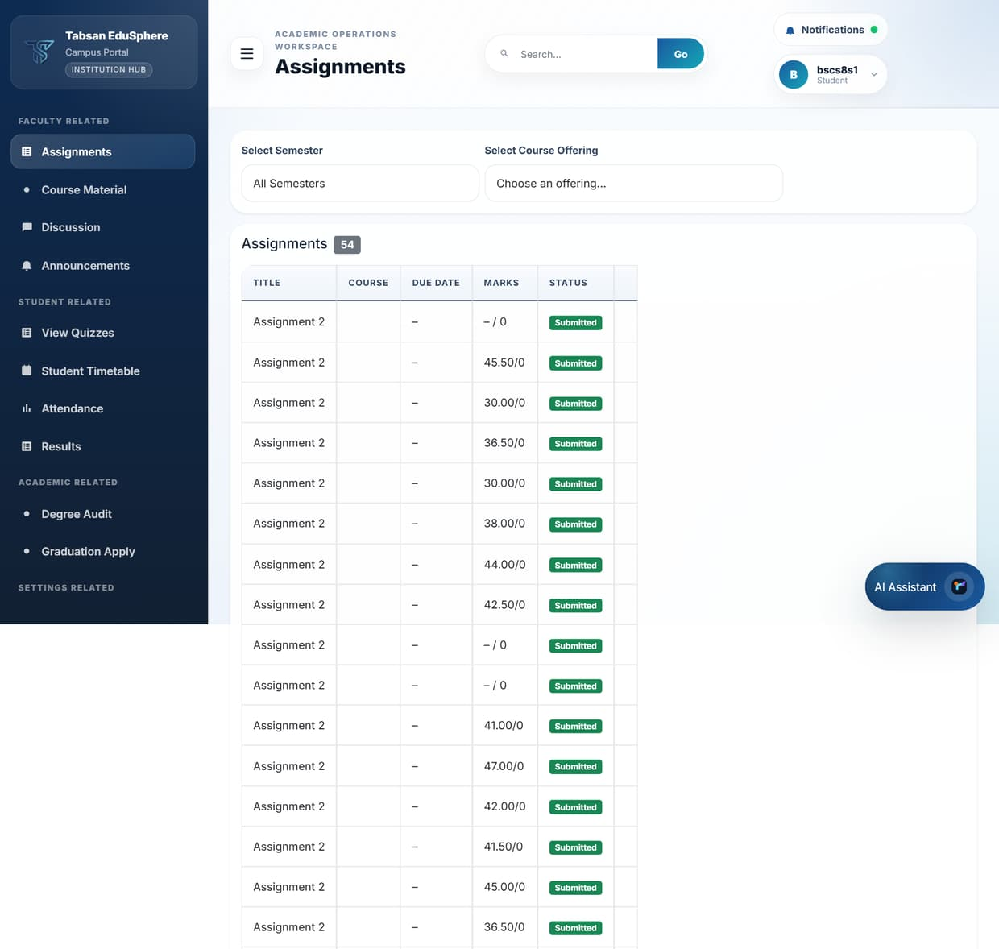 Tabsan EduSphere
Campus Portal
INSTITUTION HUB
FACULTY RELATED
Assignments
Course Material
Discussion
Announcements
STUDENT RELATED
View Quizzes
Student Timetable
Attendance
Results
ACADEMIC RELATED
Degree Audit
Graduation Apply
SETTINGS RELATED
ACADEMIC OPERATIONS
WORKSPACE
Assignments
Search...
Go
Notifications
B
bscs8s1
Student
Select Semester
Select Course Offering
All Semesters
Choose an offering...
Assignments 54
TITLE COURSE DUE DATE MARKS STATUS
Assignment 2 – – / 0 Submitted
Assignment 2 – 45.50/0 Submitted
Assignment 2 – 30.00/0 Submitted
Assignment 2 – 36.50/0 Submitted
Assignment 2 – 30.00/0 Submitted
Assignment 2 – 38.00/0 Submitted
Assignment 2 – 44.00/0 Submitted
Assignment 2 – 42.50/0 Submitted
Assignment 2 – – / 0 Submitted
Assignment 2 – – / 0 Submitted
Assignment 2 – 41.00/0 Submitted
Assignment 2 – 47.00/0 Submitted
Assignment 2 – 42.00/0 Submitted
Assignment 2 – 41.50/0 Submitted
Assignment 2 – 45.00/0 Submitted
Assignment 2 – 36.50/0 Submitted
AI Assistant